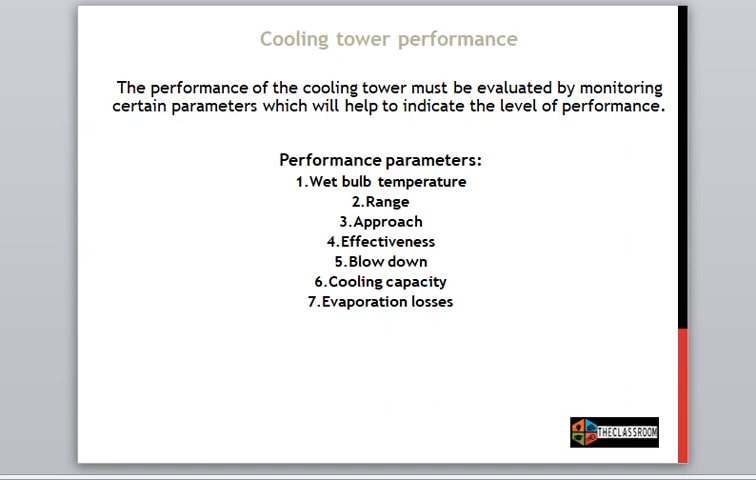 Cooling tower performance
The performance of the cooling tower must be evaluated by monitoring
certain parameters which will help to indicate the level of performance.
Performance parameters:
1.Wet bulb temperature
2.Range
3.Approach
4.Effectiveness
5.Blow down
6.Cooling capacity
7.Evaporation losses
THECLASSROOM